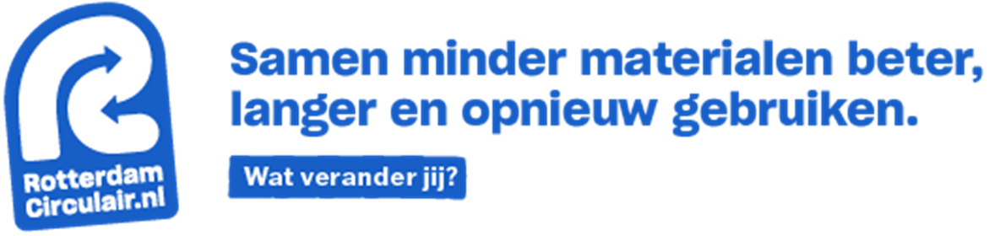 Rotterdam
Circulair.nl
Samen minder materialen beter,
langer en opnieuw gebruiken.
Wat verander jij?